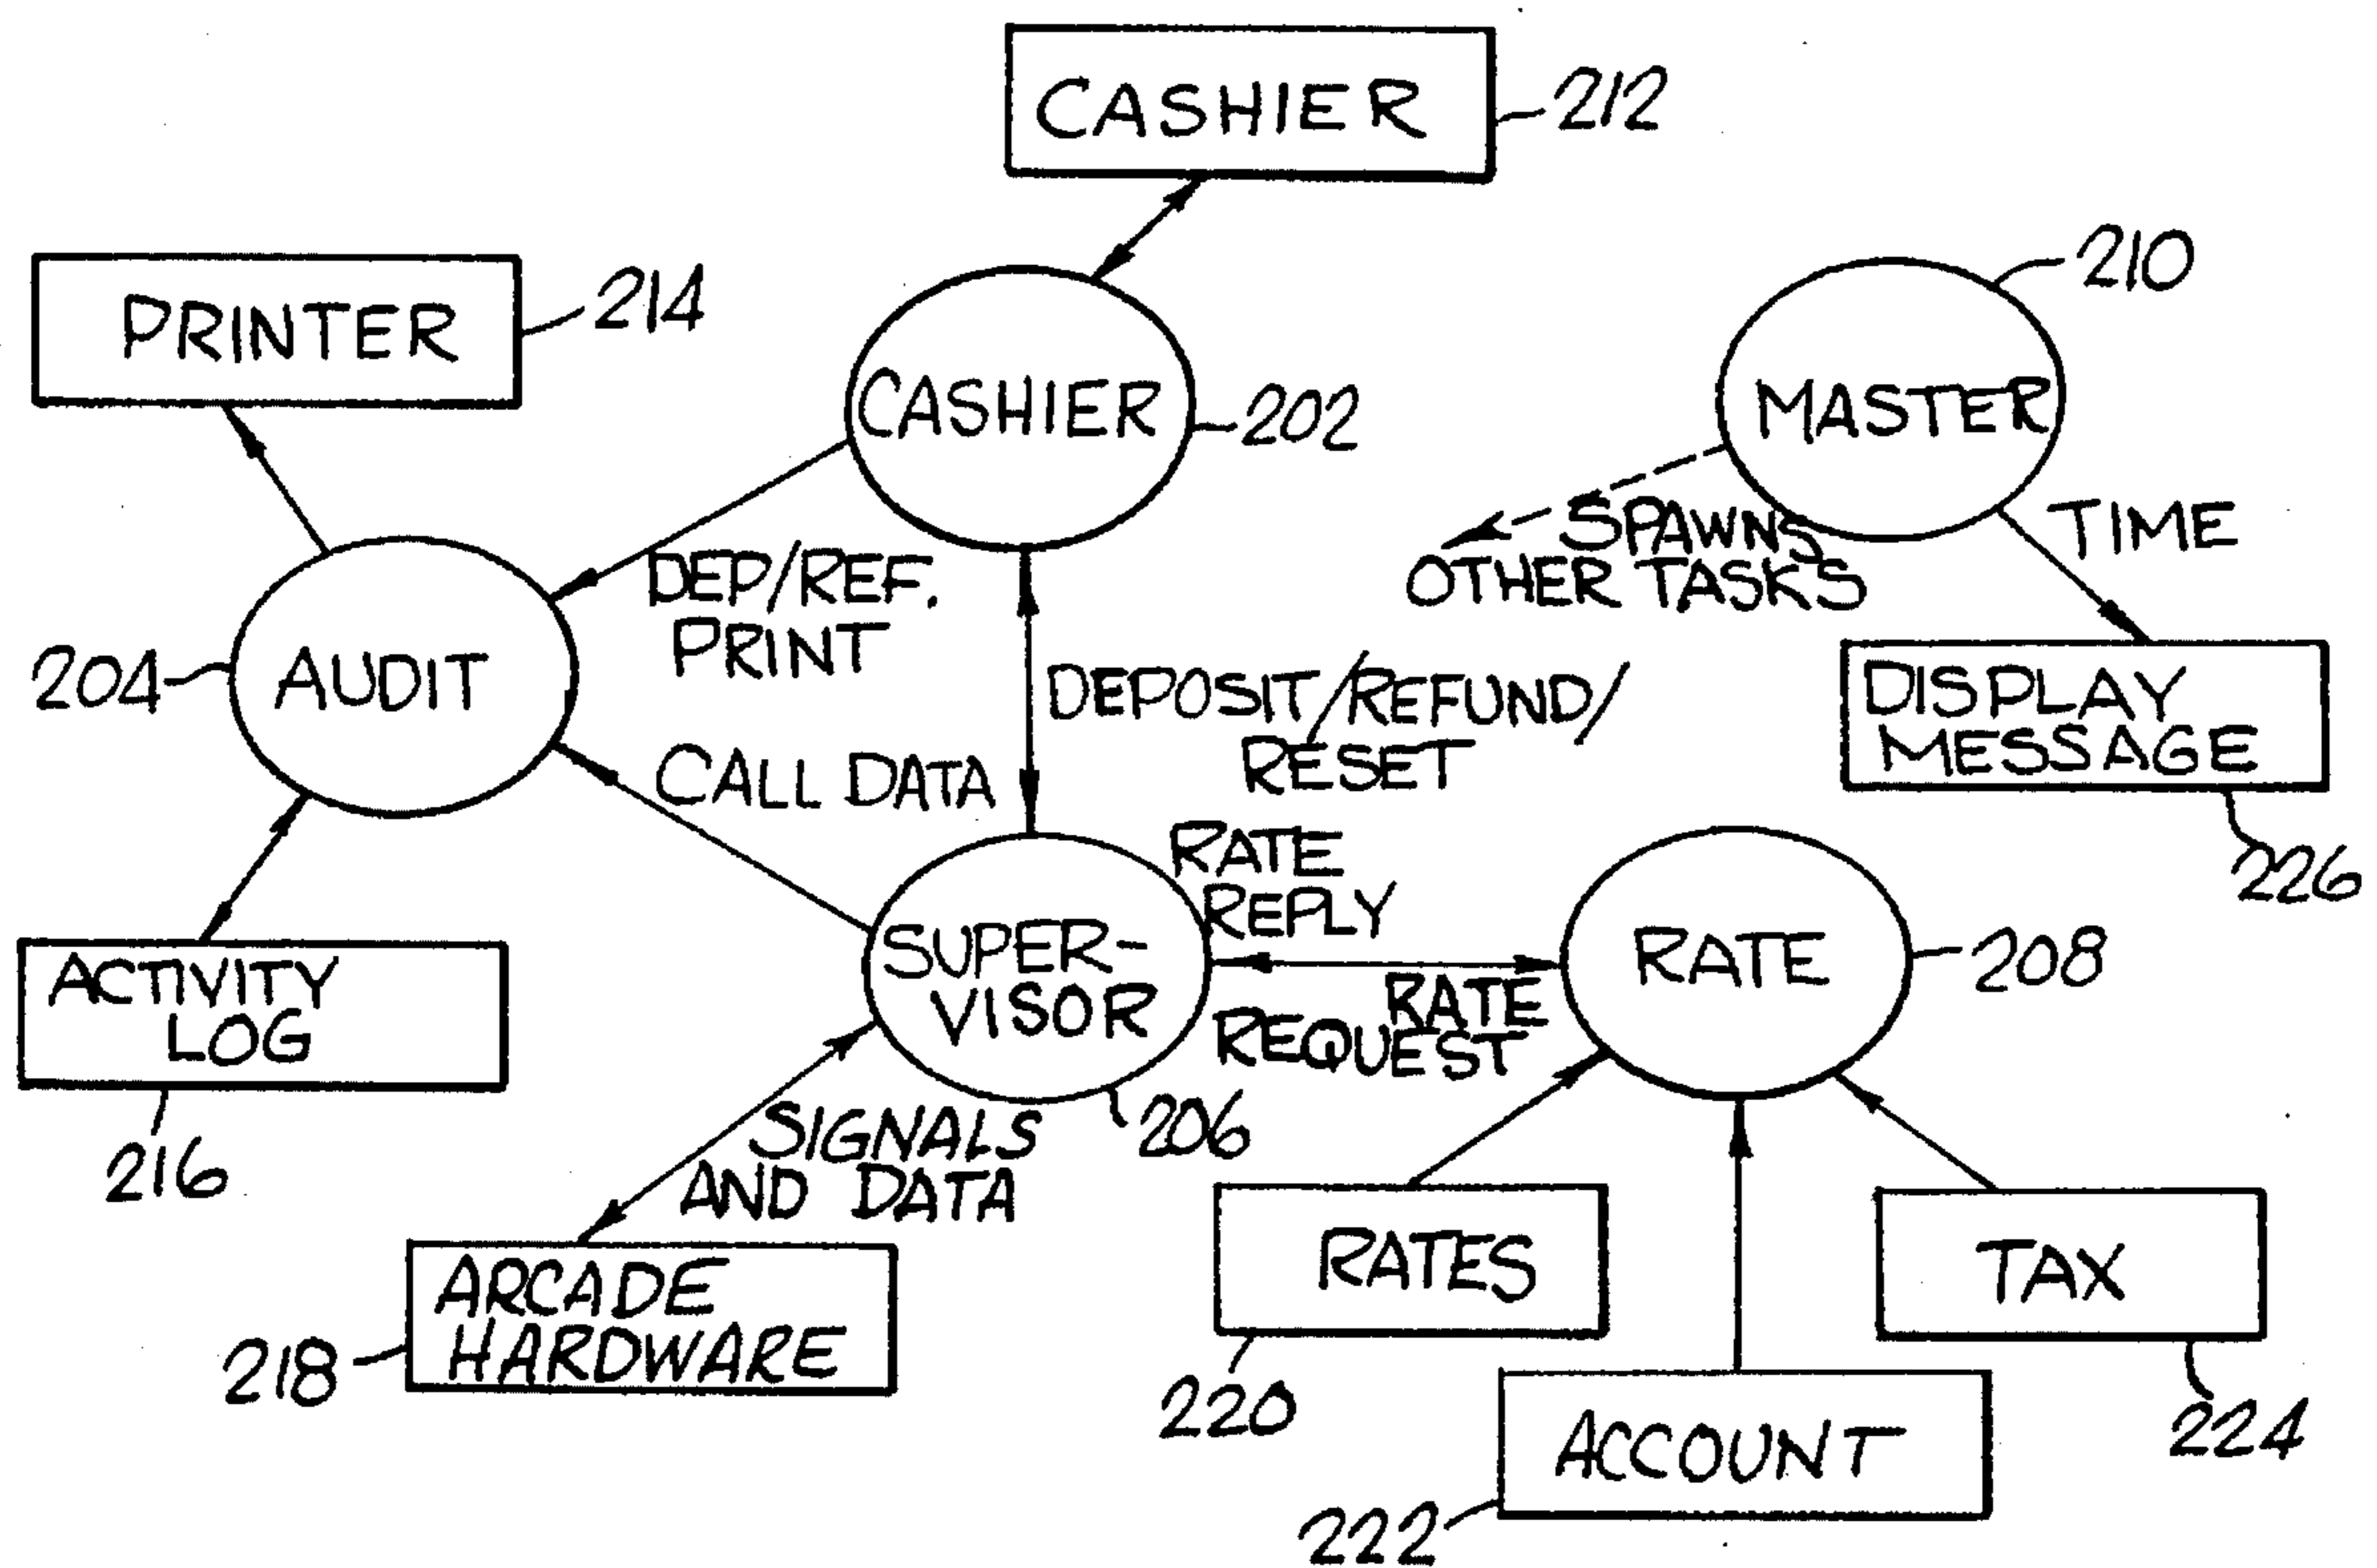 CASHIER
212
210
PRINTER
214
CASHIER
202
MASTER
SPAWNS
OTHER TASKS
TIME
DEP/REF.
PRINT
204
AUDIT
DEPOSIT/REFUND/
RESET
DISPLAY
MESSAGE
226
CALL DATA
RATE
REPLY
SUPER-
VISOR
RATE
208
RATE
REQUEST
ACTIVITY
LOG
216
SIGNALS
AND DATA
206
ARCADE
HARDWARE
218
RATES
220
TAX
224
ACCOUNT
222